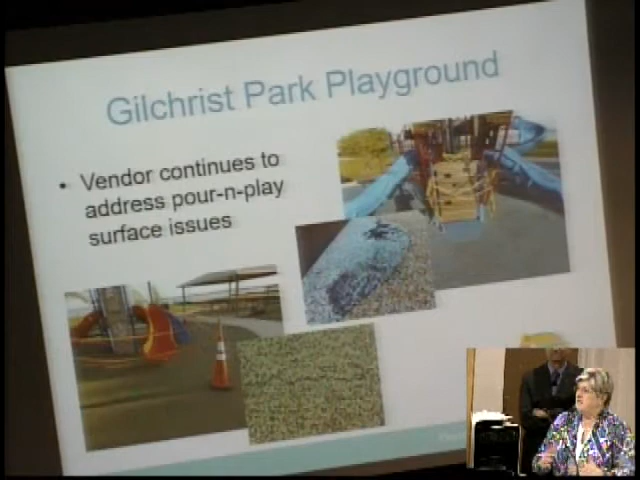 Gilchrist Park Playground
• Vendor continues to
address pour-n-play
surface issues